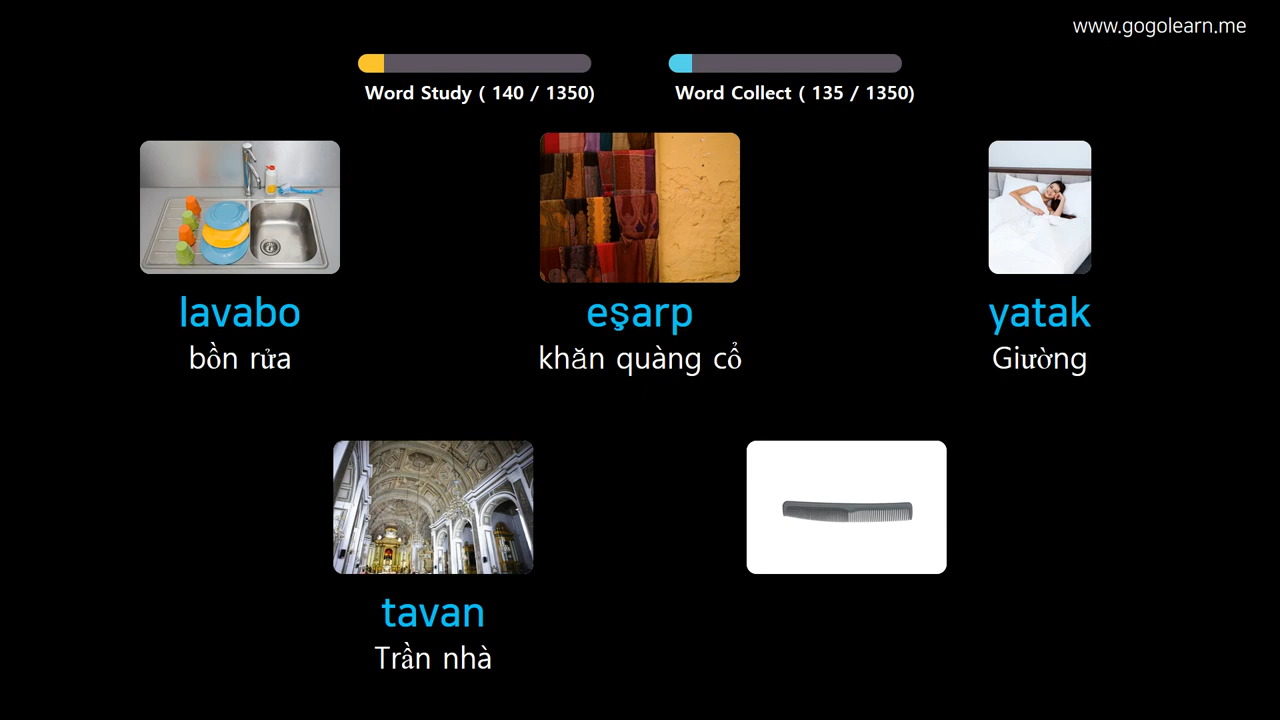 www.gogolearn.me
Word Study ( 140 / 1350)
Word Collect ( 135 / 1350)
lavabo
bồn rửa
eşarp
khăn quàng cổ
yatak
Giường
tavan
Trần nhà